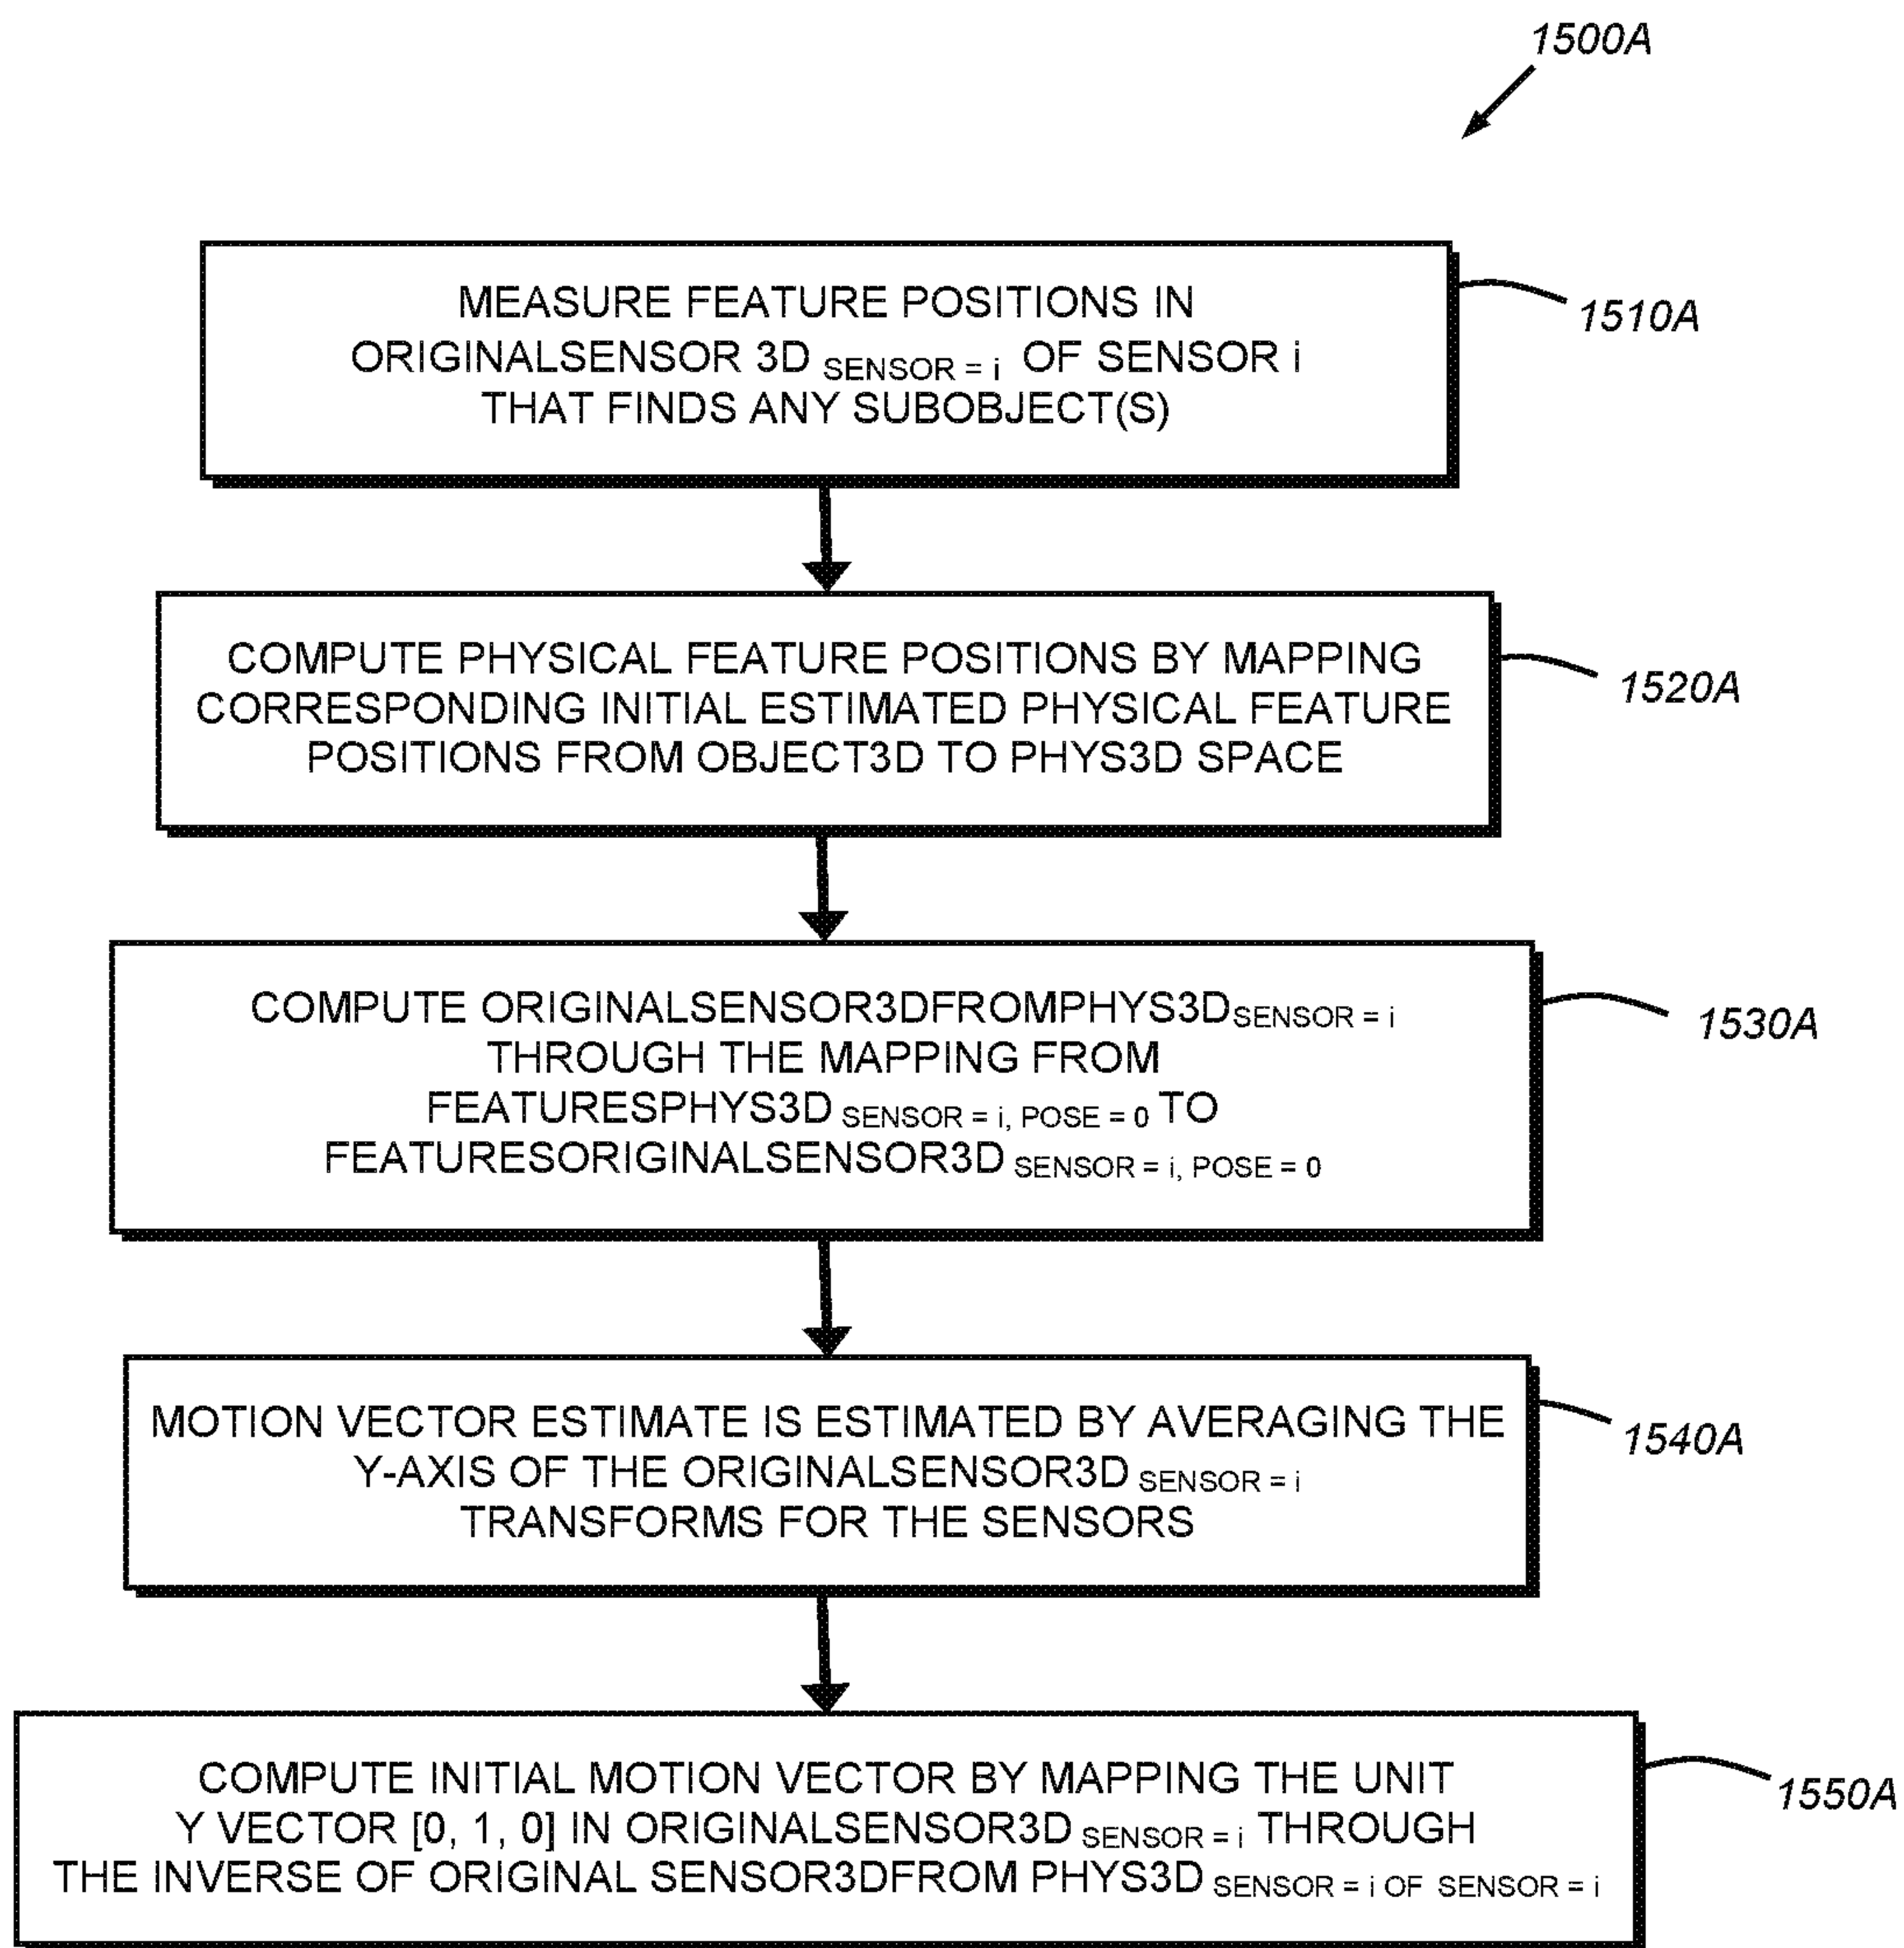 1500A
MEASURE FEATURE POSITIONS IN
ORIGINALSENSOR 3D SENSOR = i OF SENSOR i
THAT FINDS ANY SUBOBJECT(S)
1510A
COMPUTE PHYSICAL FEATURE POSITIONS BY MAPPING
CORRESPONDING INITIAL ESTIMATED PHYSICAL FEATURE
POSITIONS FROM OBJECT3D TO PHYS3D SPACE
1520A
COMPUTE ORIGINALSENSOR3DFROMPHYS3D SENSOR = i
THROUGH THE MAPPING FROM
FEATURESPHYS3D SENSOR = i, POSE = 0 TO
FEATURESORIGINALSENSOR3D SENSOR = i, POSE = 0
1530A
MOTION VECTOR ESTIMATE IS ESTIMATED BY AVERAGING THE
Y-AXIS OF THE ORIGINALSENSOR3D SENSOR = i
TRANSFORMS FOR THE SENSORS
1540A
COMPUTE INITIAL MOTION VECTOR BY MAPPING THE UNIT
Y VECTOR [0, 1, 0] IN ORIGINALSENSOR3D SENSOR = i THROUGH
THE INVERSE OF ORIGINAL SENSOR3DFROM PHYS3D SENSOR = i OF SENSOR = i
1550A